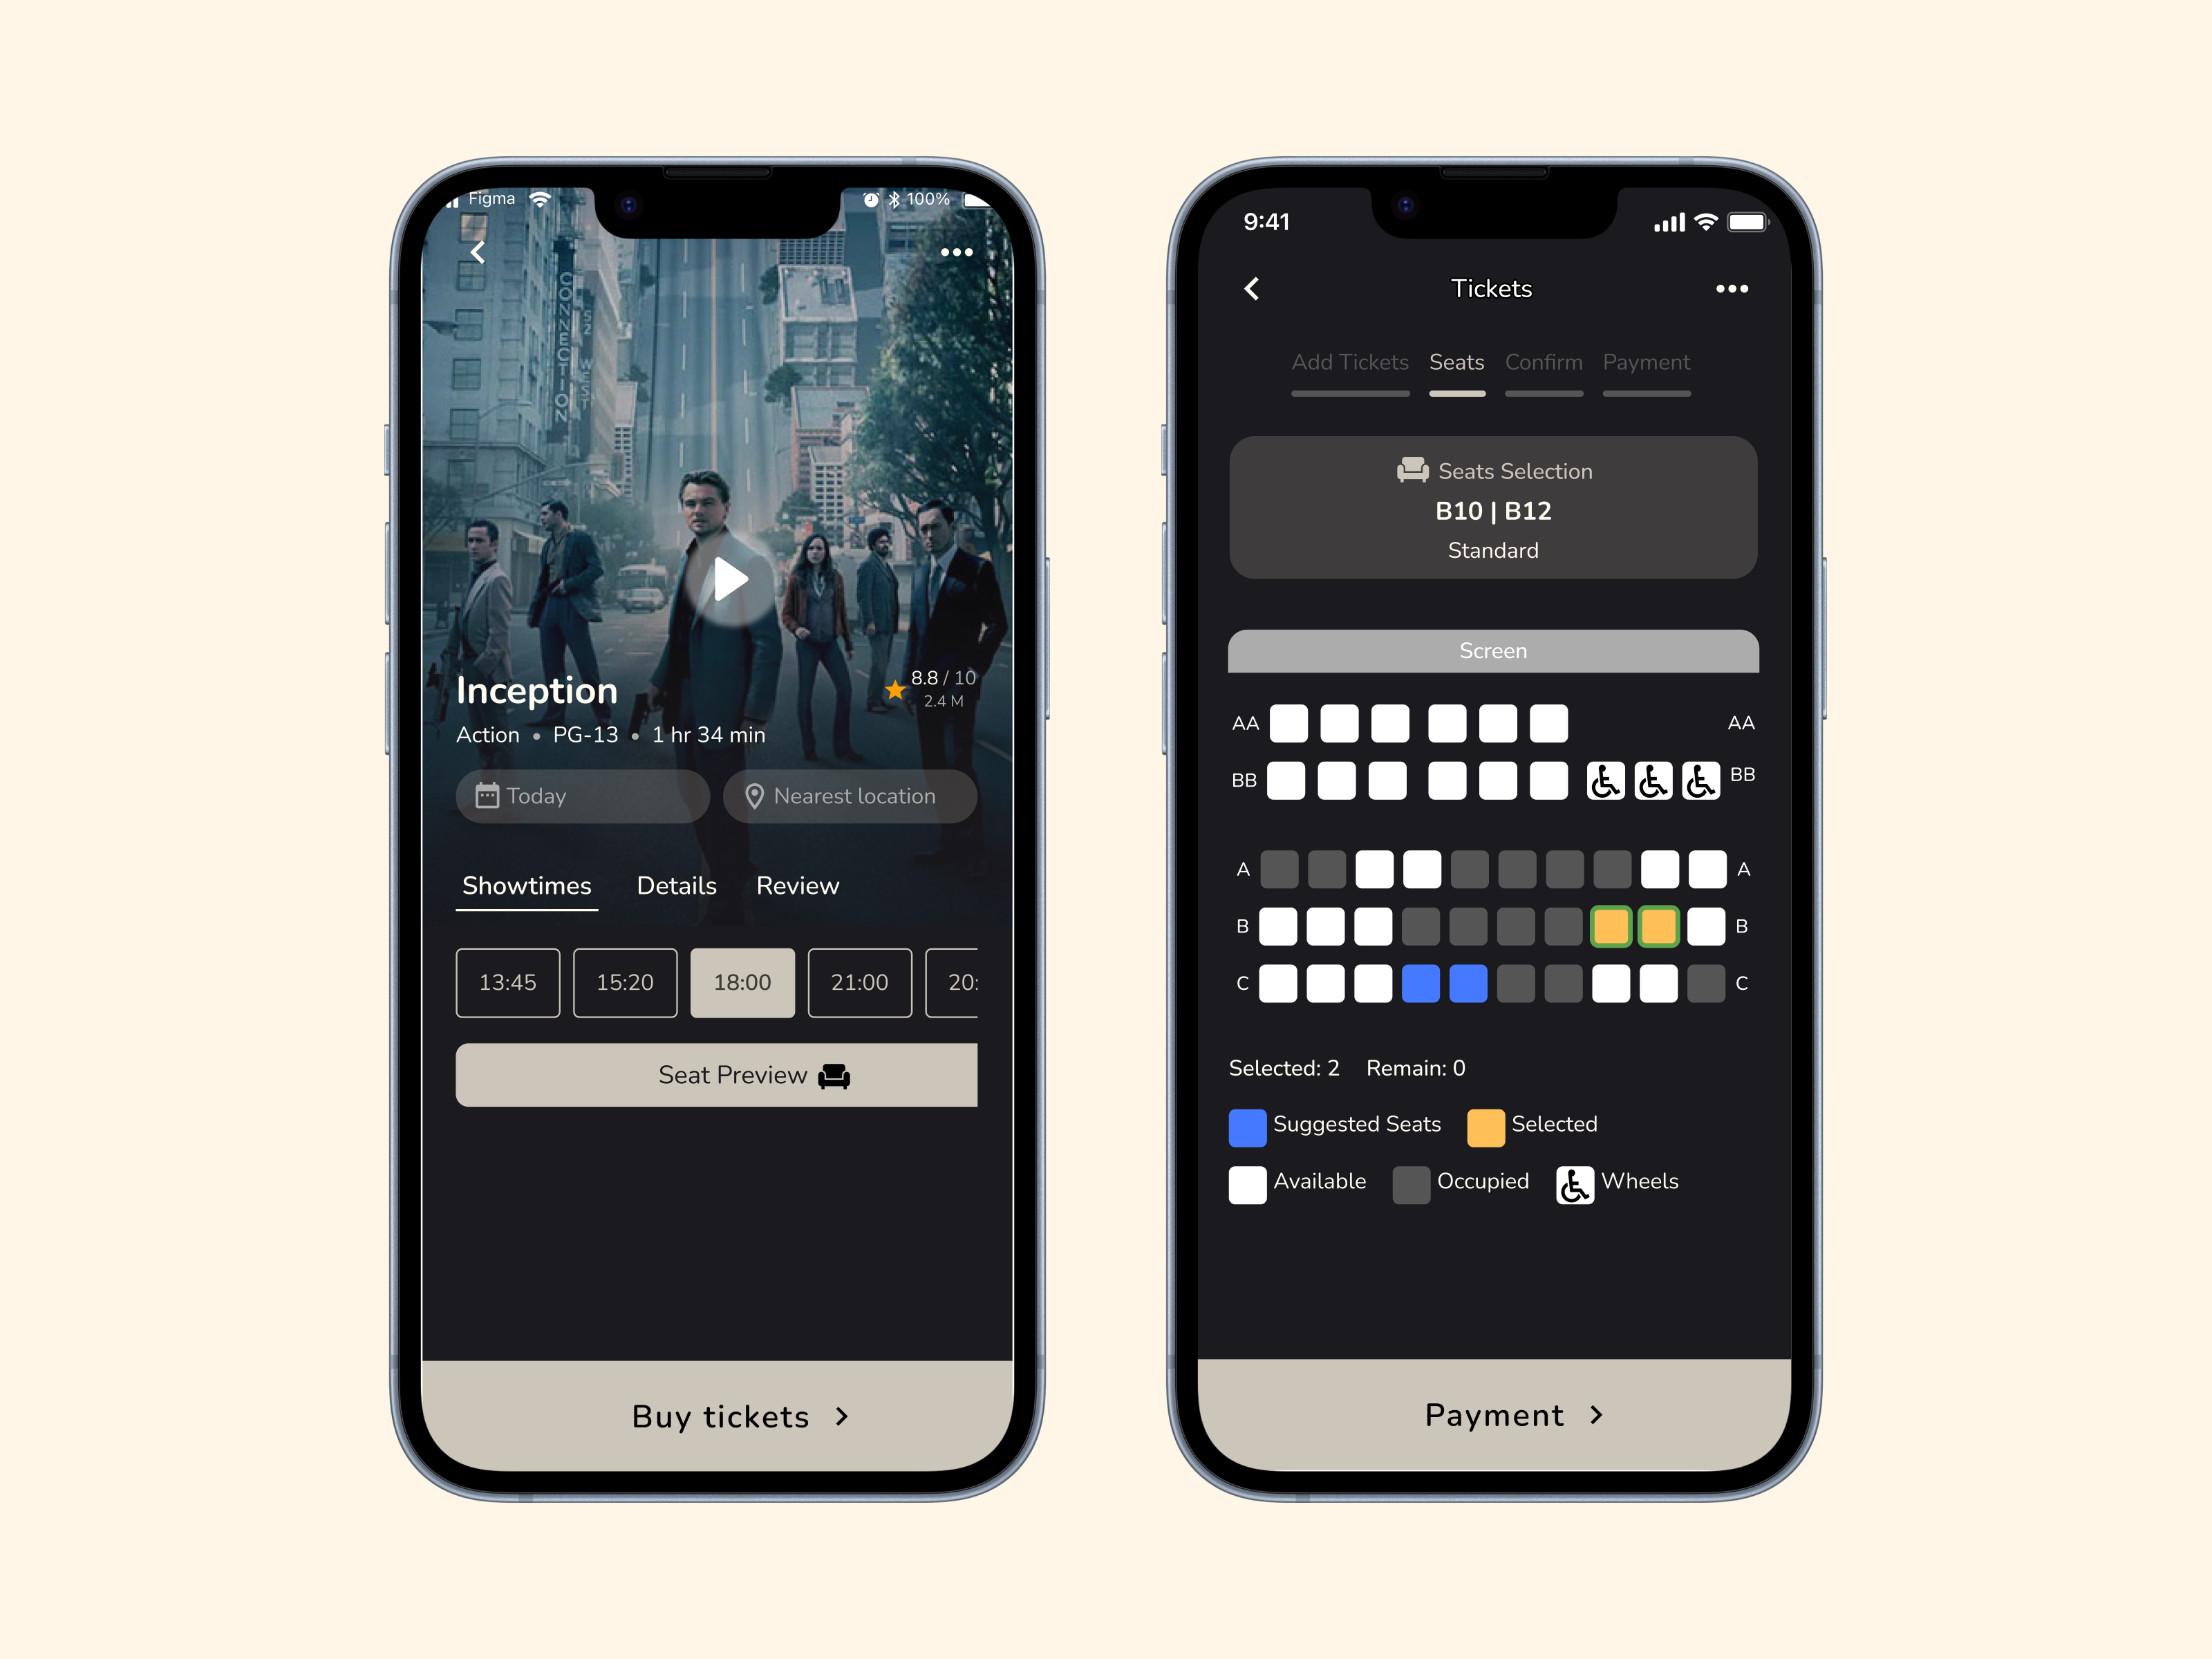 Figma 100%
CONNECTION
52 WEST
Inception
8.8 / 10
2.4 M
Action • PG-13 • 1 hr 34 min
Today
Nearest location
Showtimes Details Review
13:45 15:20 18:00 21:00 20:
Seat Preview
Buy tickets >
9:41
Tickets
Add Tickets Seats Confirm Payment
Seats Selection
B10 | B12
Standard
Screen
AA AA
BB BB
A A
B B
C C
Selected: 2 Remain: 0
Suggested Seats Selected
Available Occupied Wheels
Payment >